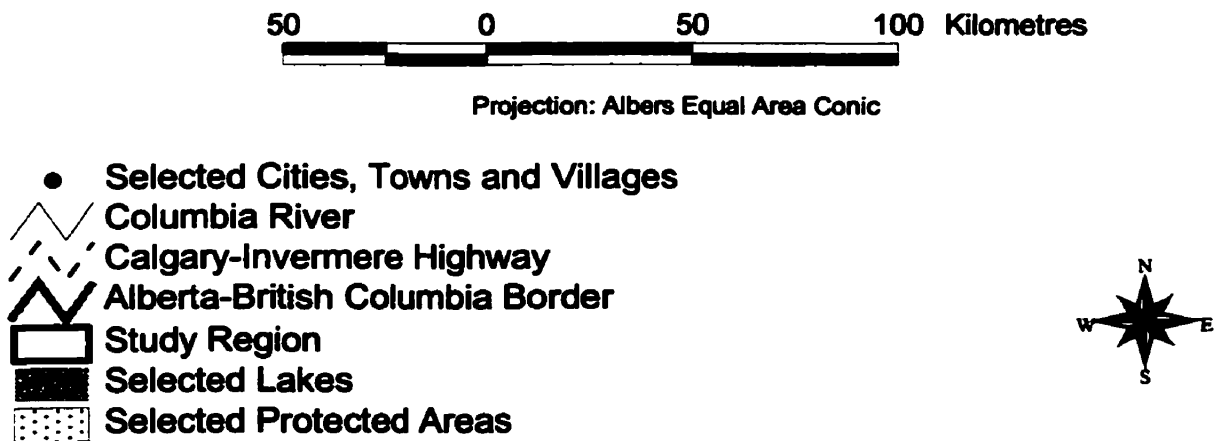 50 0 50 100 Kilometres
Projection: Albers Equal Area Conic
Selected Cities, Towns and Villages
Columbia River
Calgary-Invermere Highway
Alberta-British Columbia Border
Study Region
Selected Lakes
Selected Protected Areas
N
W E
S